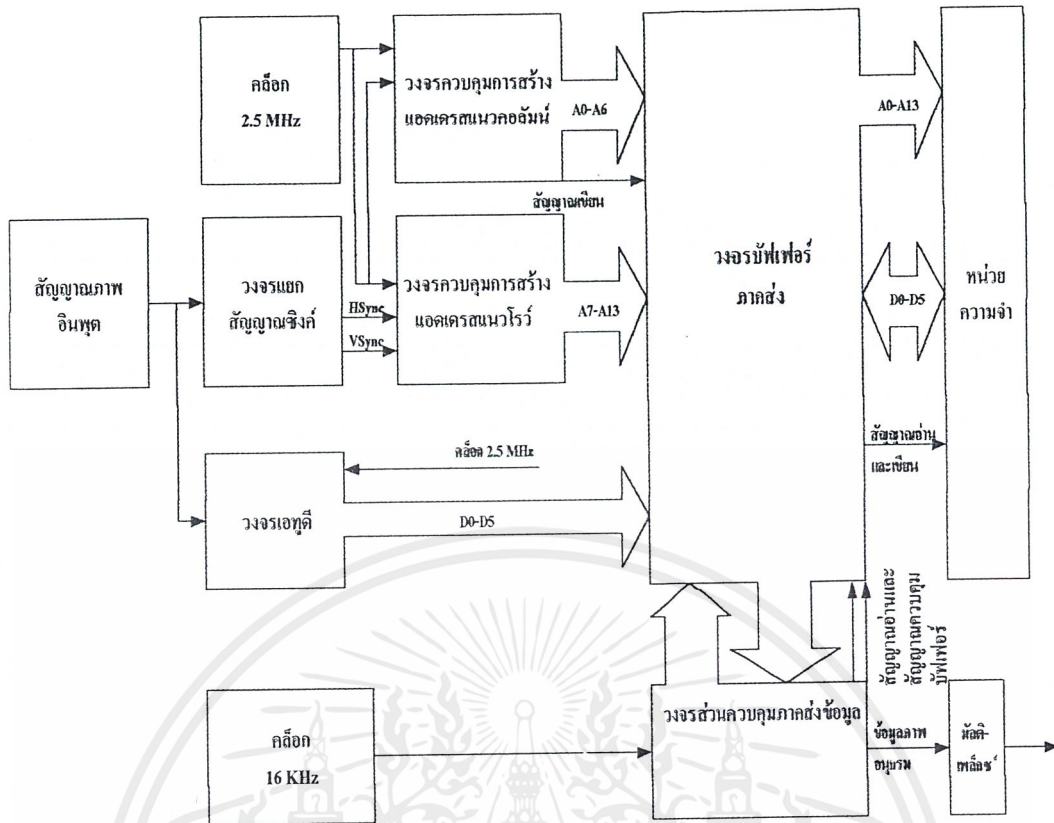 คล็อก
2.5 MHz
วงจรควบคุมการสร้าง
แอดเดรสแนวคอลัมน์
A0-A6
สัญญาณเขียน
A0-A13
สัญญาณภาพ
อินพุต
วงจรแยก
สัญญาณซิงค์
HSync
VSync
วงจรควบคุมการสร้าง
แอดเดรสแนวโรว์
A7-A13
วงจรบัฟเฟอร์
ภาคส่ง
D0-D5
หน่วย
ความจำ
สัญญาณอ่าน
และเขียน
คล็อค 2.5 MHz
วงจรเอทูดี
D0-D5
สัญญาณอ่านและ
สัญญาณควบคุม
บัฟเฟอร์
คล็อก
16 KHz
วงจรส่วนควบคุมภาคส่งข้อมูล
ข้อมูลภาพ
อนุกรม
มัลติ-
เพล็กซ์